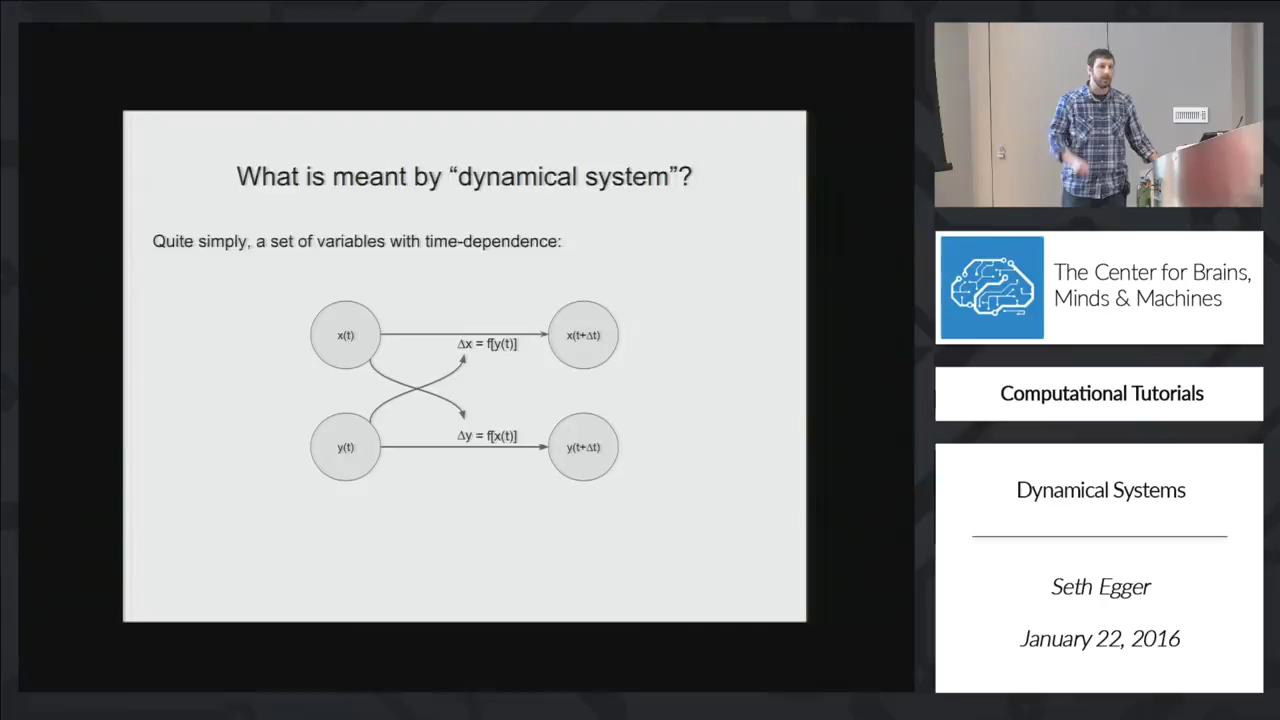 What is meant by “dynamical system”?
Quite simply, a set of variables with time-dependence:
x(t)
Δx = f[y(t)]
x(t+Δt)
y(t)
Δy = f[x(t)]
y(t+Δt)
The Center for Brains,
Minds & Machines
Computational Tutorials
Dynamical Systems
Seth Egger
January 22, 2016